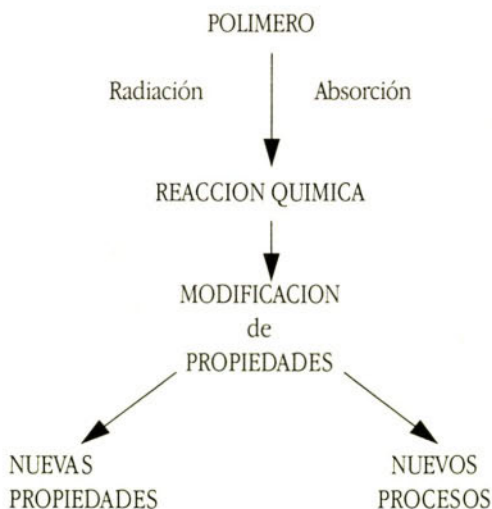 POLIMERO
Radiación Absorción
REACCION QUIMICA
MODIFICACION
de
PROPIEDADES
NUEVAS
PROPIEDADES
NUEVOS
PROCESOS